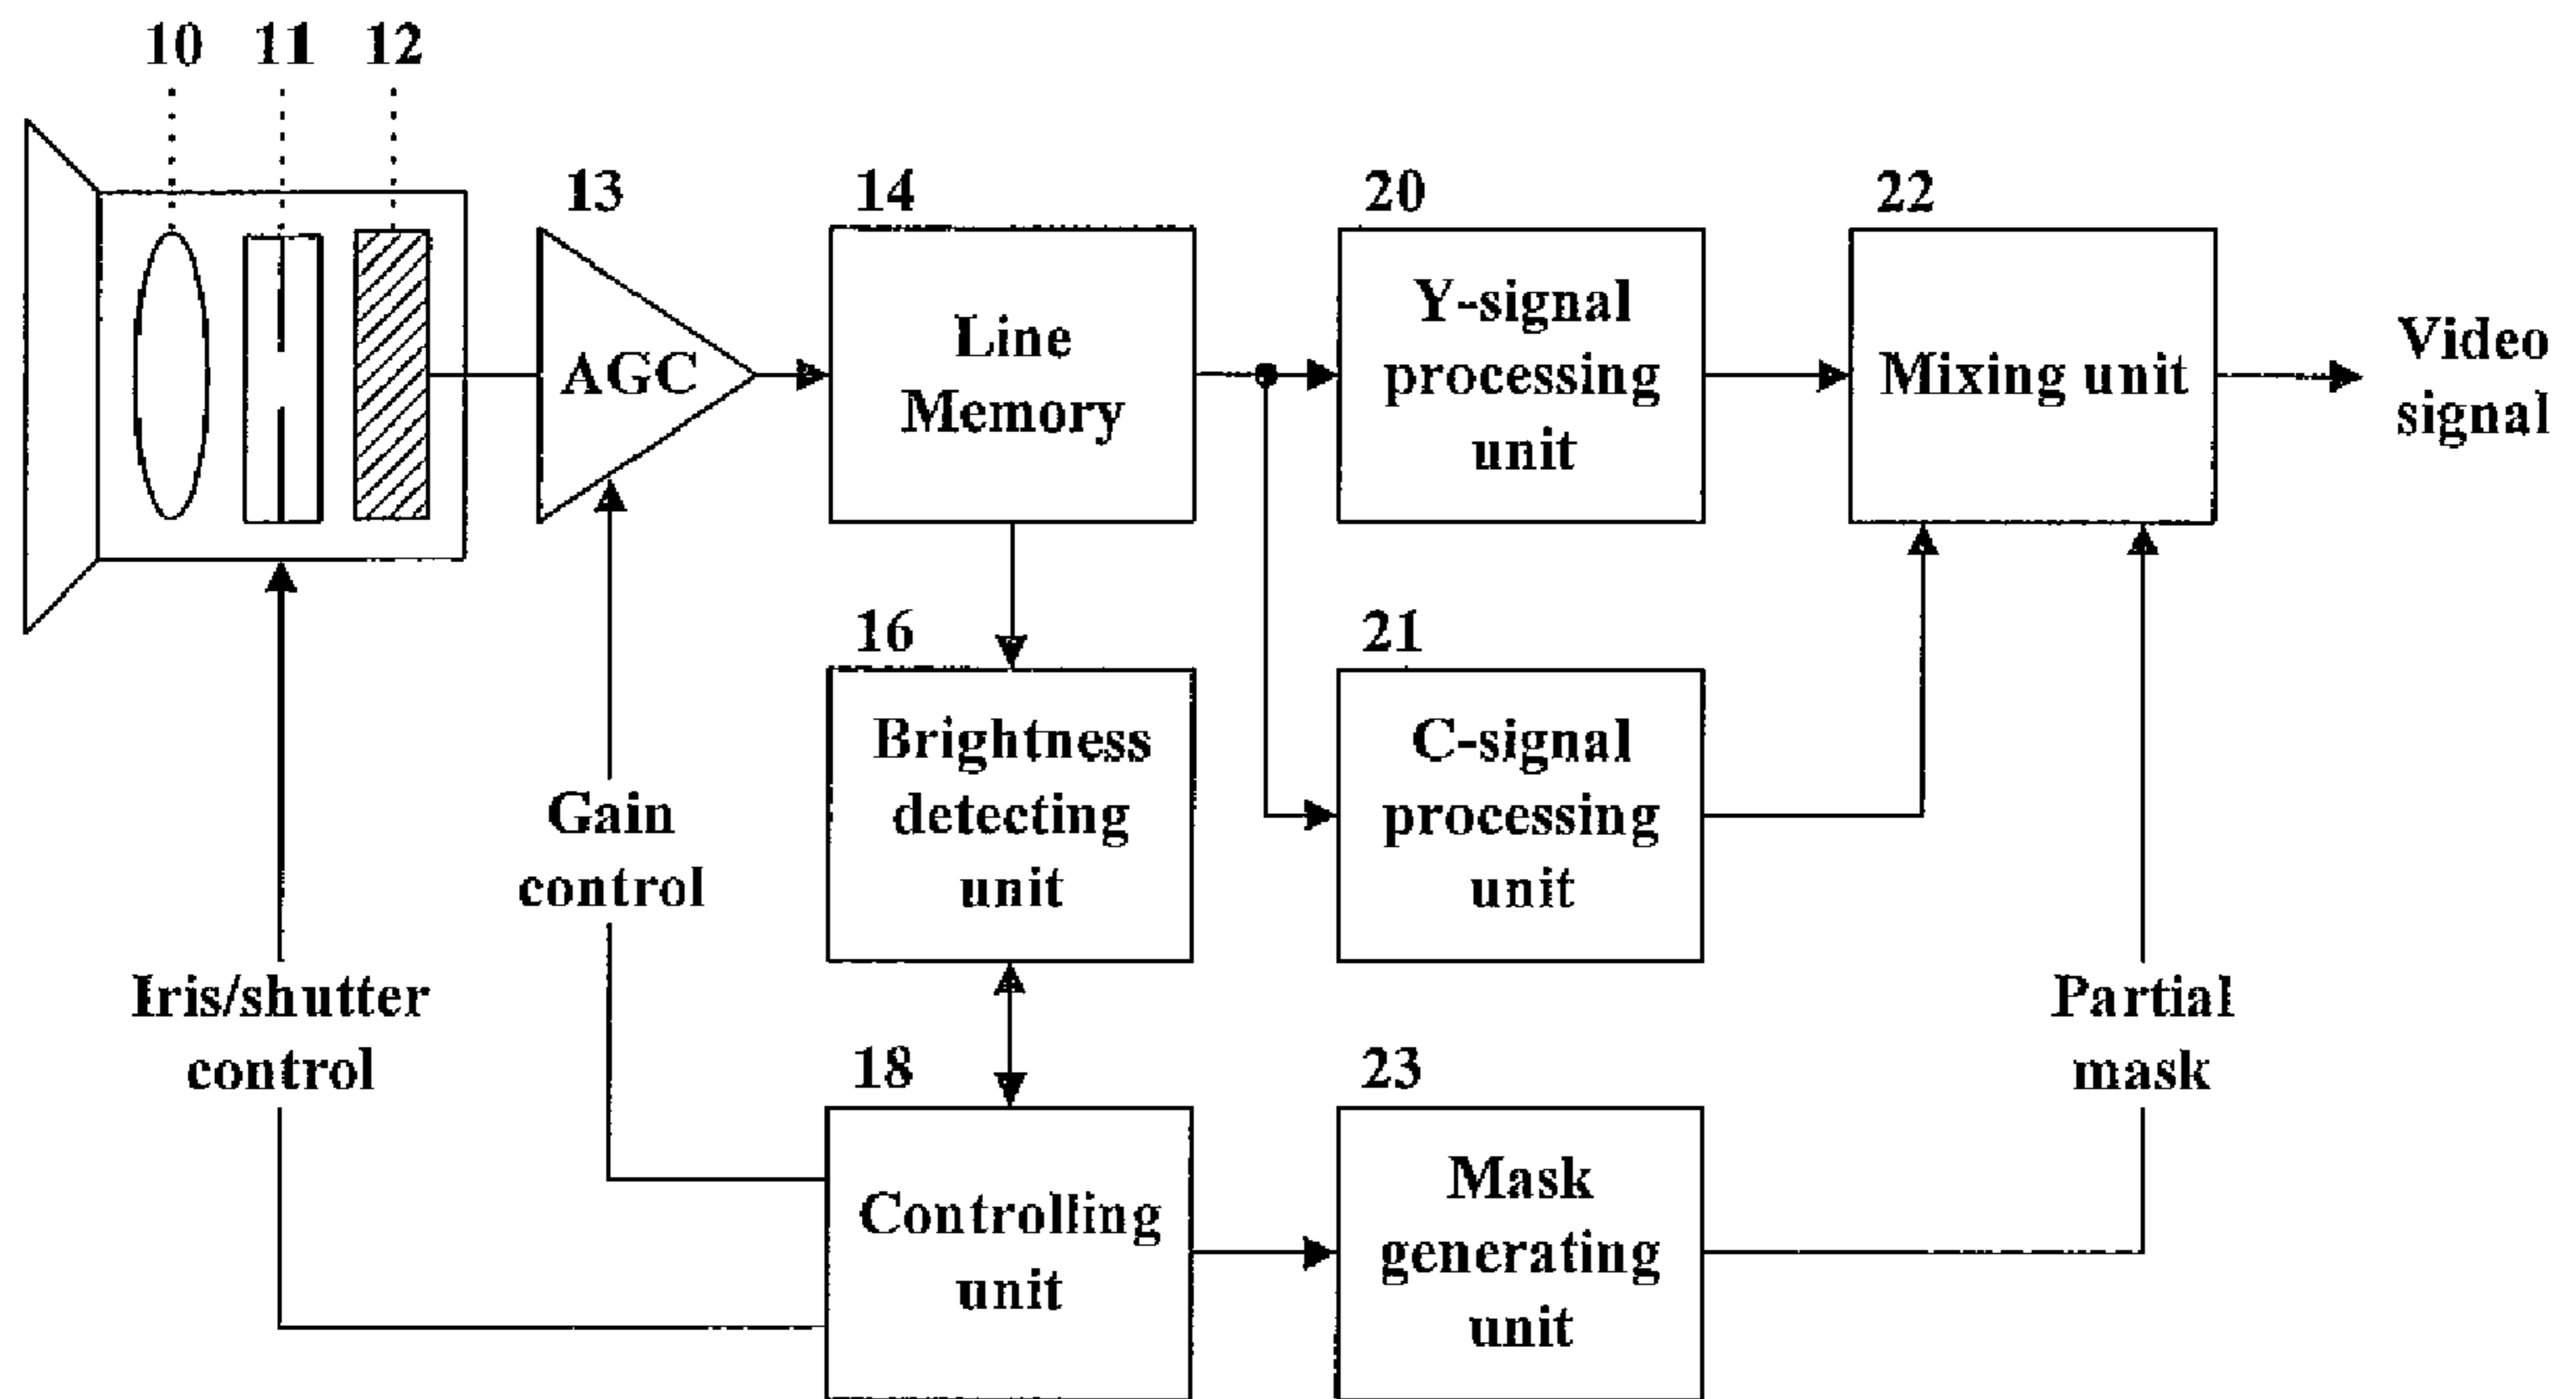 10 11 12
13 14 20 22
AGC
Line
Memory
Y-signal
processing
unit
Mixing unit
Video
signal
16 21
Brightness
detecting
unit
C-signal
processing
unit
Gain
control
Iris/shutter
control
Partial
mask
18 23
Controlling
unit
Mask
generating
unit